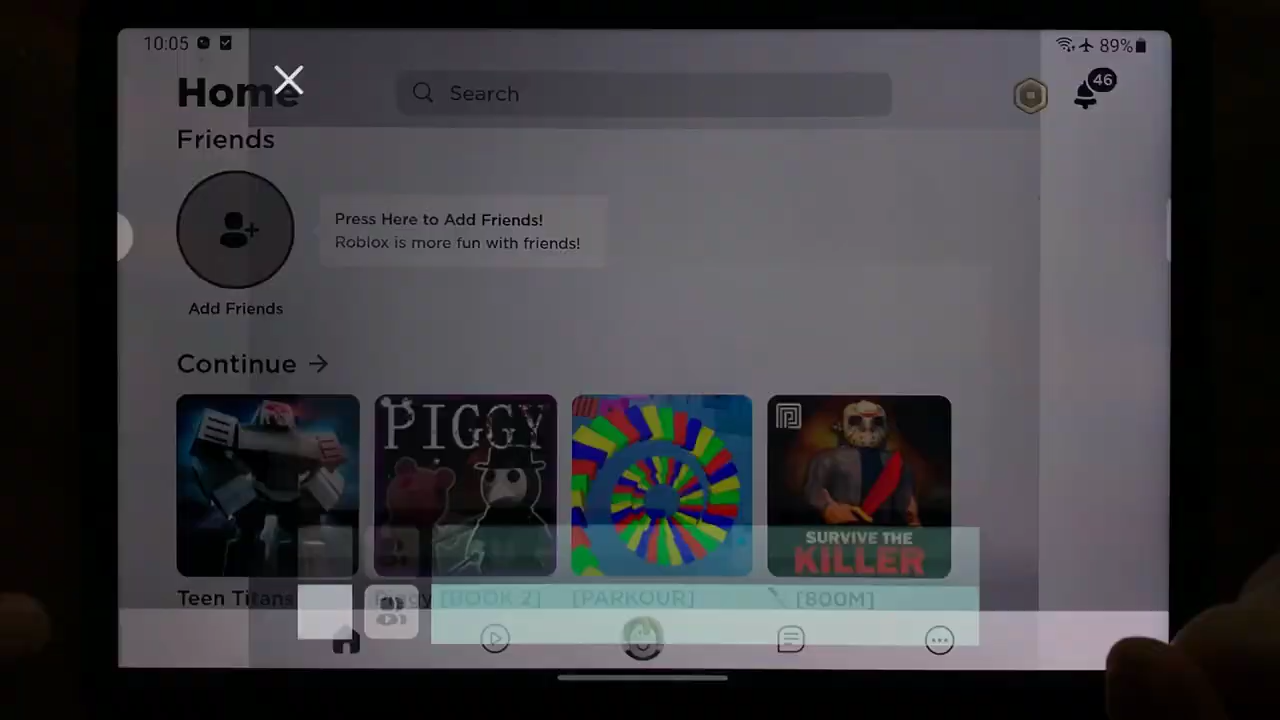 10:05
89%
Home
Search
46
Friends
Press Here to Add Friends!
Roblox is more fun with friends!
Add Friends
Continue →
PIGGY
SURVIVE THE
KILLER
Teen Titans
Piggy [BOOK 2]
[PARKOUR]
[800M]